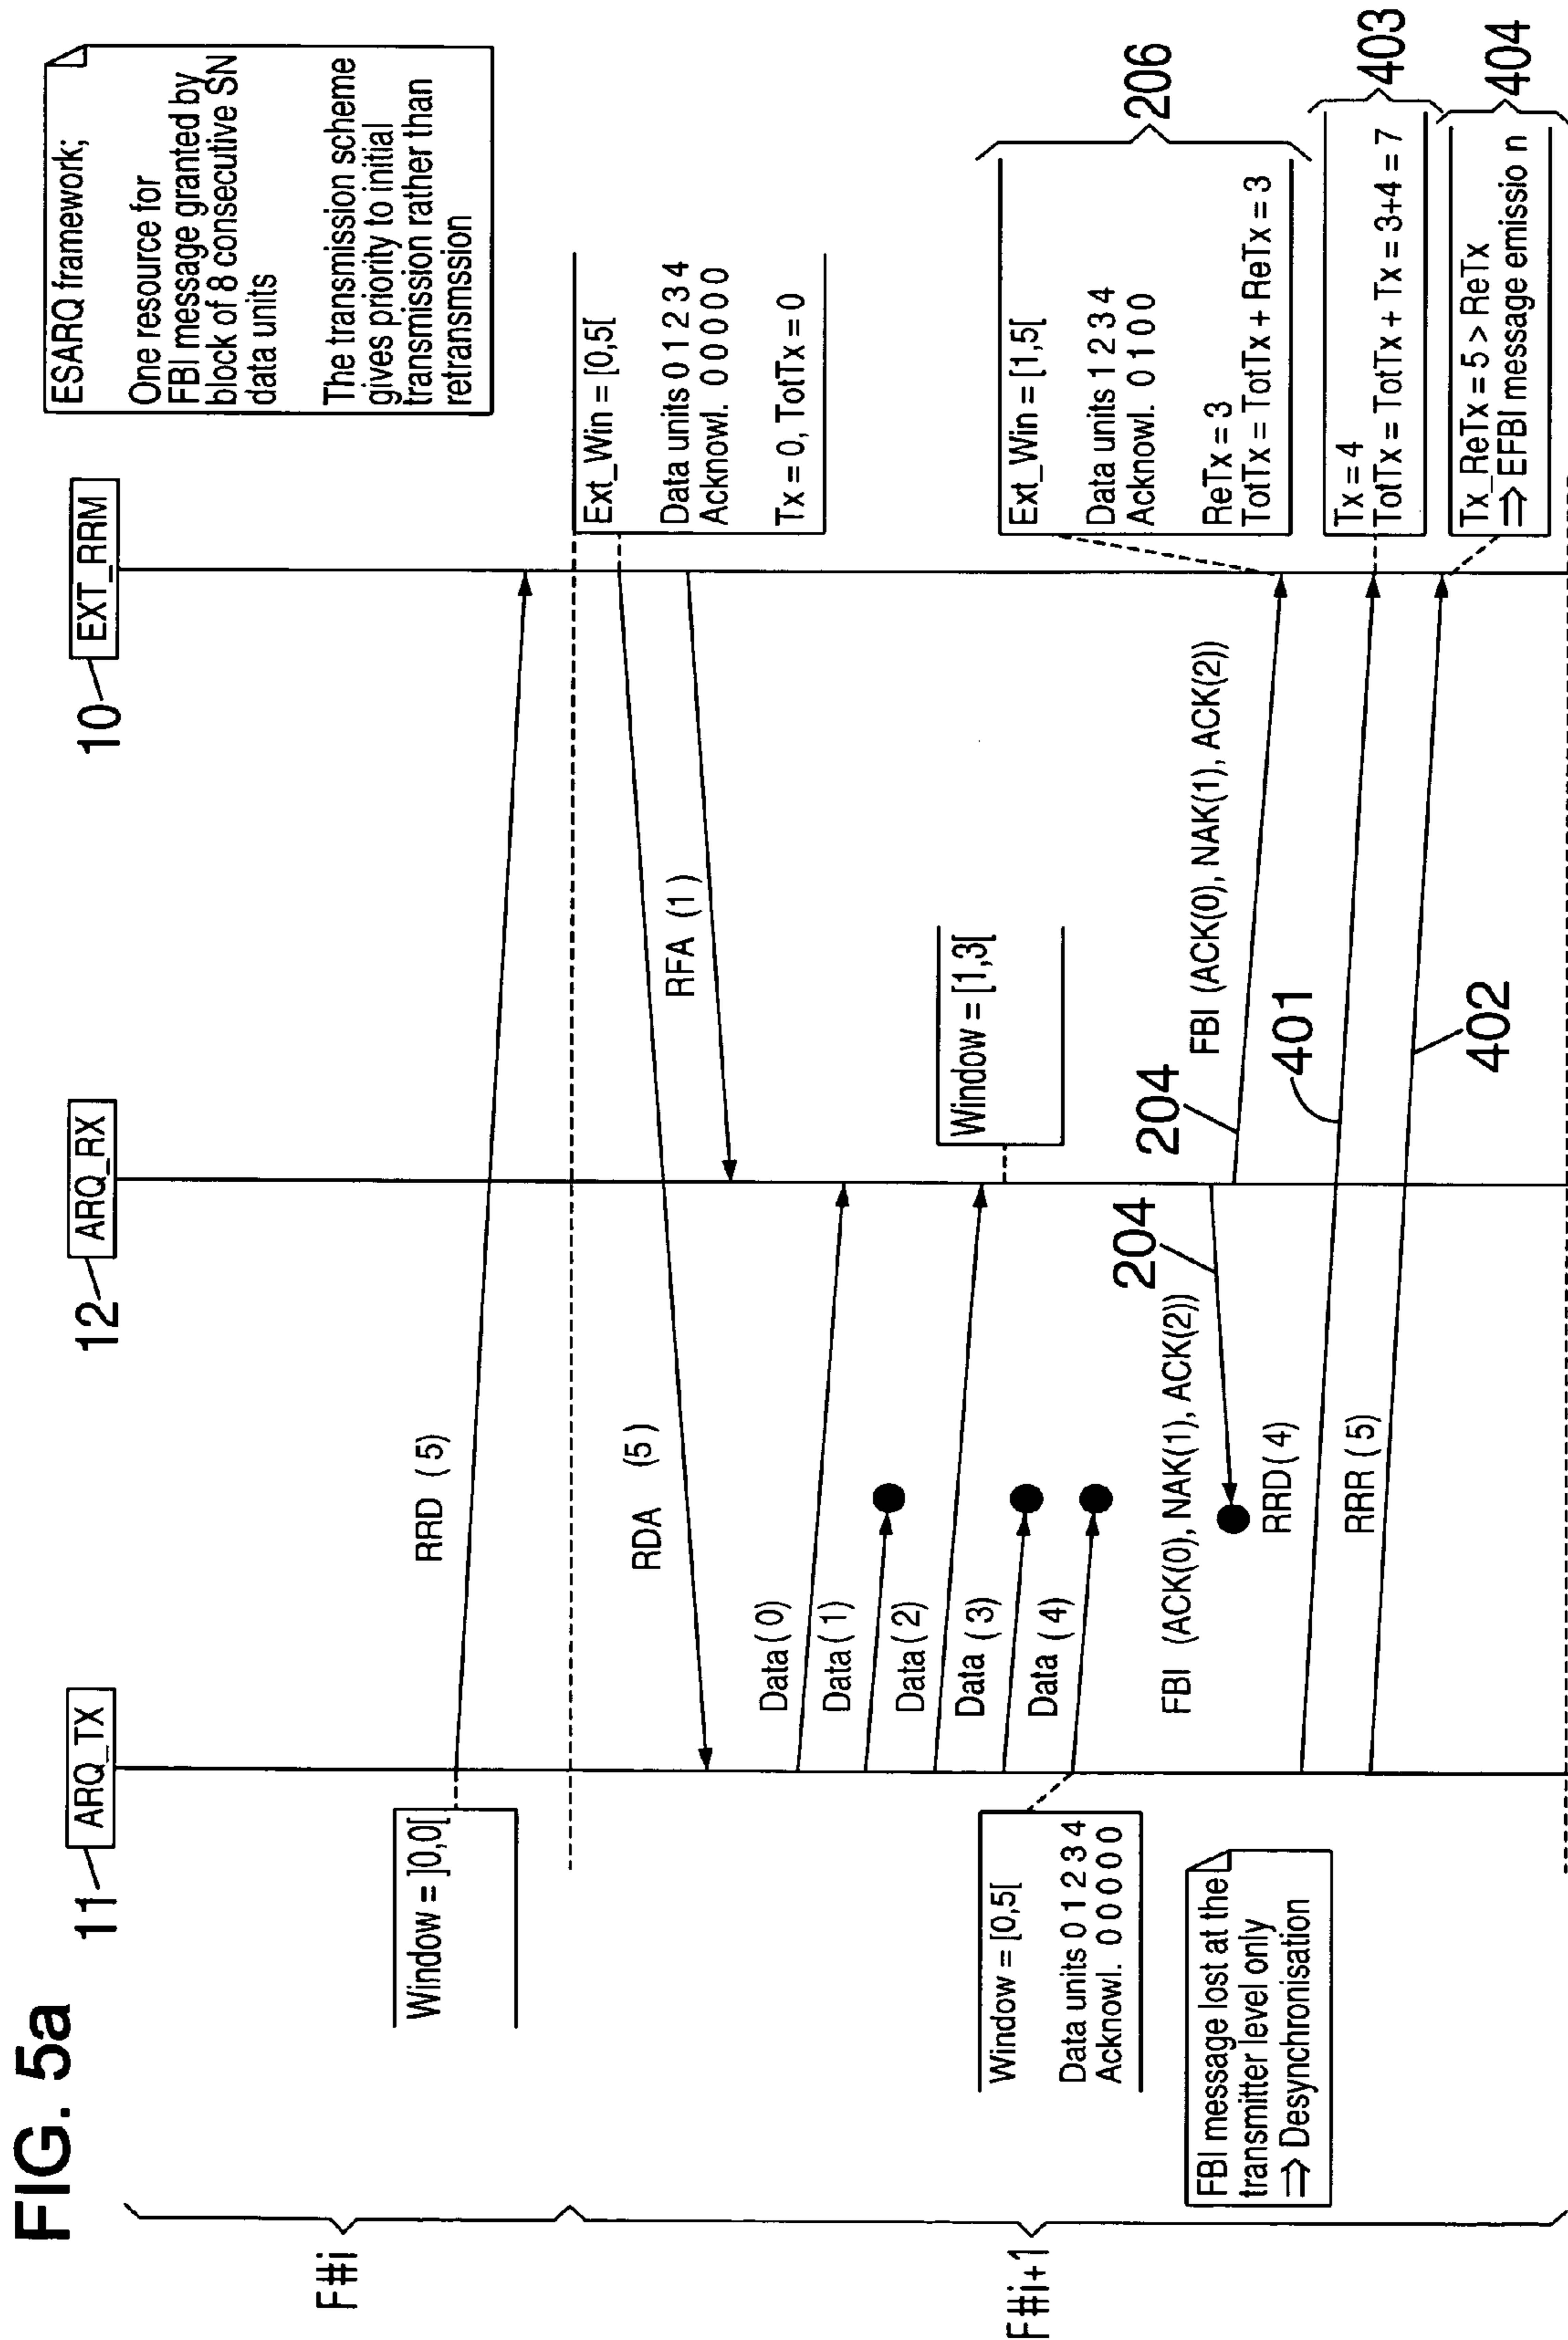 FIG. 5a
11
ARQ_TX
12
ARQ_RX
10
EXT_RRM
ESARQ framework;
One resource for
FBI message granted by
block of 8 consecutive SN
data units
The transmission scheme
gives priority to initial
transmission rather than
retransmssion
F#i
Window = ]0,0[
RRD (5)
F#i+1
Ext_Win = [0,5[
Data units 0 1 2 3 4
Acknowl. 0 0 0 0 0
Tx = 0, TotTx = 0
RDA (5)
RFA (1)
Data(0)
Data(1)
Data(2)
Data (3)
Data (4)
Window = [1,3[
Window = [0,5[
Data units 0 1 2 3 4
Acknowl. 0 0 0 0 0
FBI message lost at the
transmitter level only
⇒ Desynchronisation
FBI (ACK(0), NAK(1), ACK(2))
204
FBI (ACK(0), NAK(1), ACK(2))
204
Ext_Win = [1,5[
Data units 1 2 3 4
Acknowl. 0 1 0 0
ReTx = 3
TotTx = TotTx + ReTx = 3
206
RRD(4)
401
Tx = 4
TotTx = TotTx + Tx = 3+4 = 7
403
RRR (5)
402
Tx_ReTx = 5 > ReTx
⇒ EFBI message emissio n
404